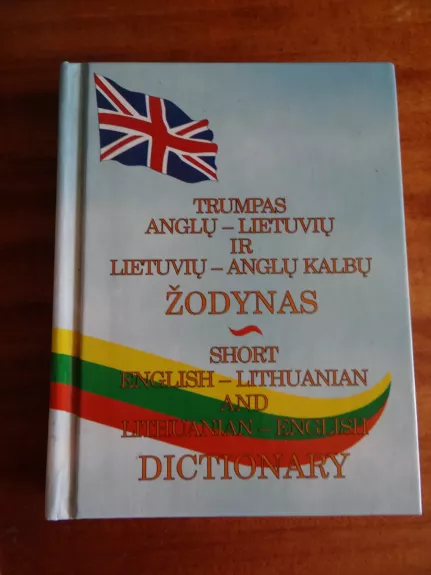 TRUMPAS
ANGLŲ – LIETUVIŲ
IR
LIETUVIŲ – ANGLŲ KALBŲ
ŽODYNAS
SHORT
ENGLISH – LITHUANIAN
AND
LITHUANIAN – ENGLISH
DICTIONARY